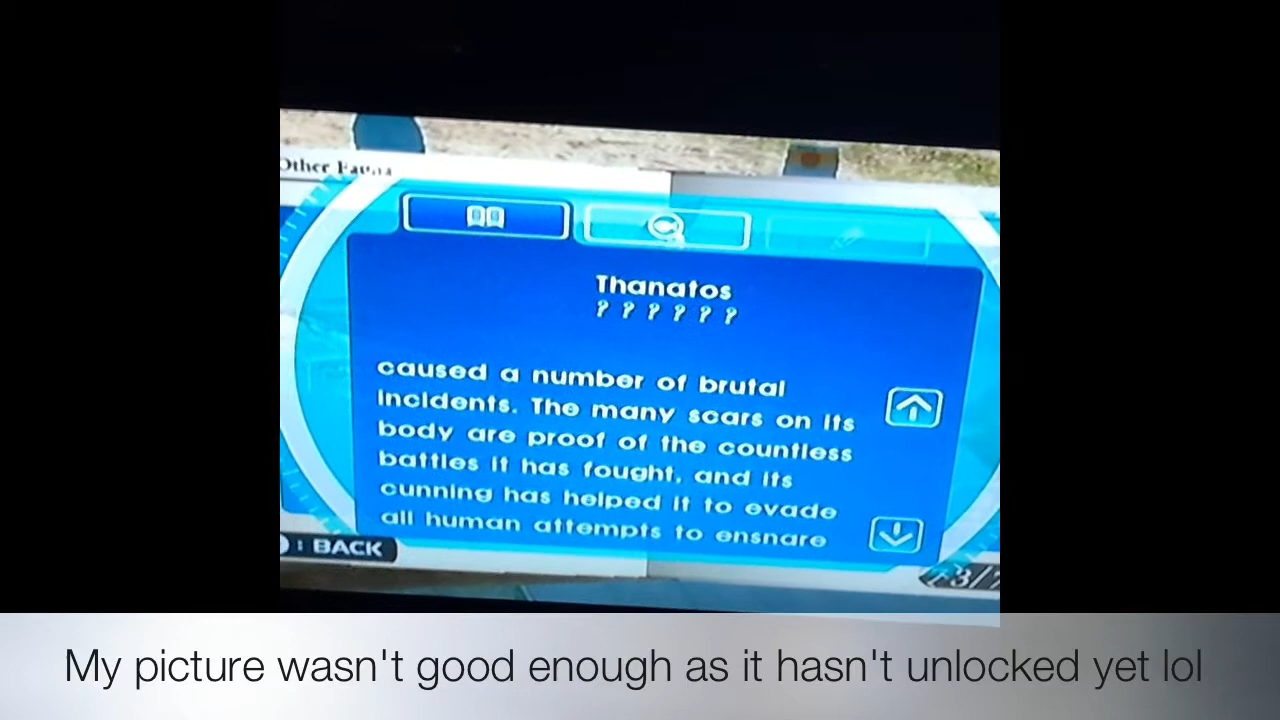 Other Fauna
Thanatos
? ? ? ? ? ?
caused a number of brutal
incidents. The many scars on its
body are proof of the countless
battles it has fought, and its
cunning has helped it to evade
all human attempts to ensnare
: BACK
My picture wasn't good enough as it hasn't unlocked yet lol